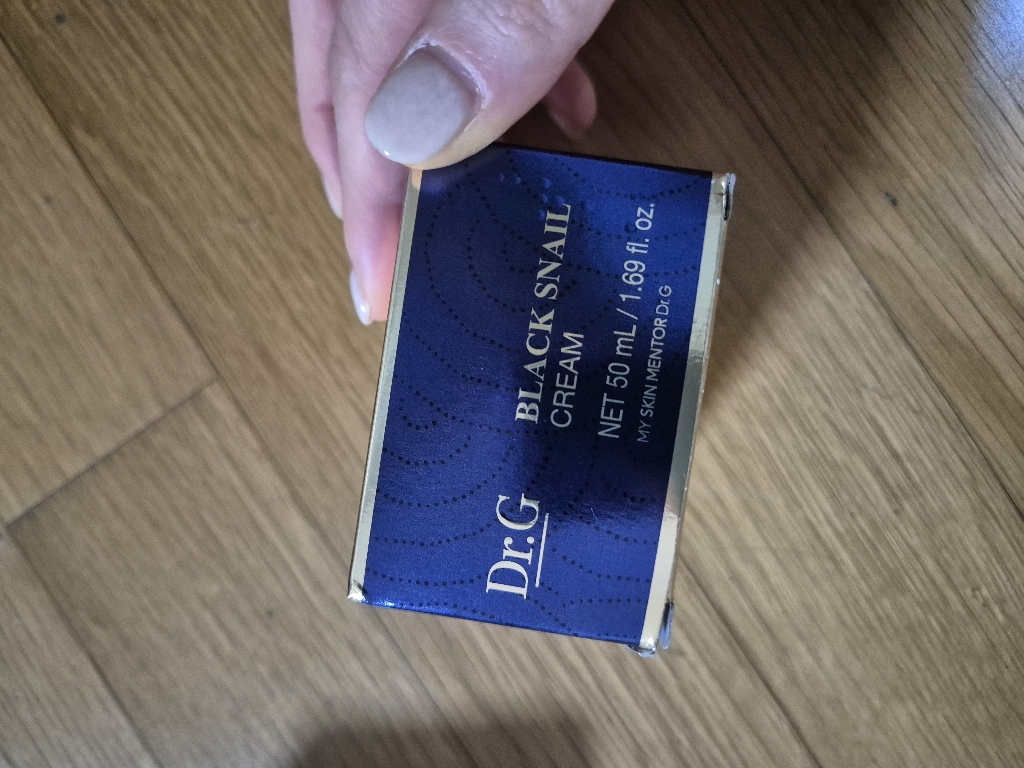 Dr.G
BLACK SNAIL
CREAM
NET 50 mL / 1.69 fl. oz.
MY SKIN MENTOR Dr.G